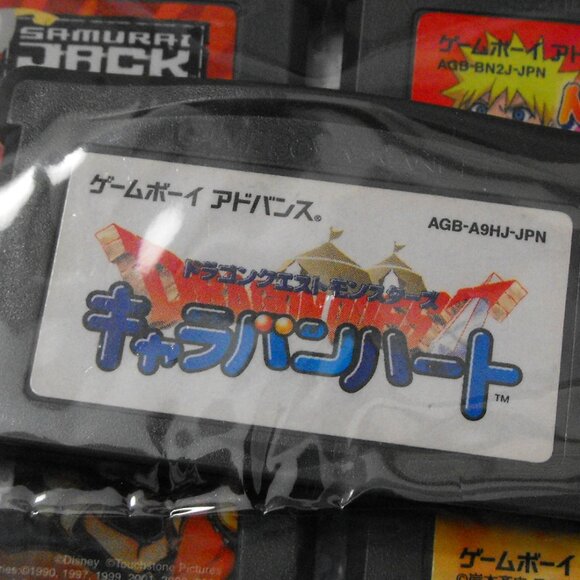 SAMURAI
JACK
ゲームボーイ アド
AGB-BN2J-JPN
ゲームボーイ アドバンス®
AGB-A9HJ-JPN
ドラゴンクエストモンスターズ
キャラバンハート™
©Disney ©Touchstone Pictures
ゲームボーイ